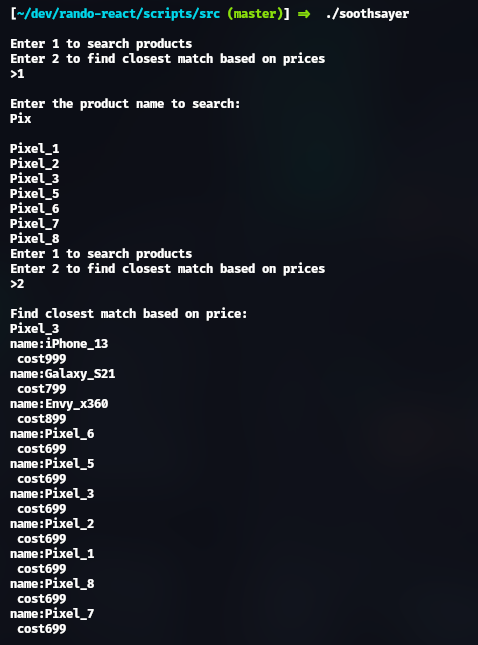 [~/dev/rando-react/scripts/src (master)] => ./soothsayer
Enter 1 to search products
Enter 2 to find closest match based on prices
>1
Enter the product name to search:
Pix
Pixel_1
Pixel_2
Pixel_3
Pixel_5
Pixel_6
Pixel_7
Pixel_8
Enter 1 to search products
Enter 2 to find closest match based on prices
>2
Find closest match based on price:
Pixel_3
name:iPhone_13
 cost999
name:Galaxy_S21
 cost799
name:Envy_x360
 cost899
name:Pixel_6
 cost699
name:Pixel_5
 cost699
name:Pixel_3
 cost699
name:Pixel_2
 cost699
name:Pixel_1
 cost699
name:Pixel_8
 cost699
name:Pixel_7
 cost699